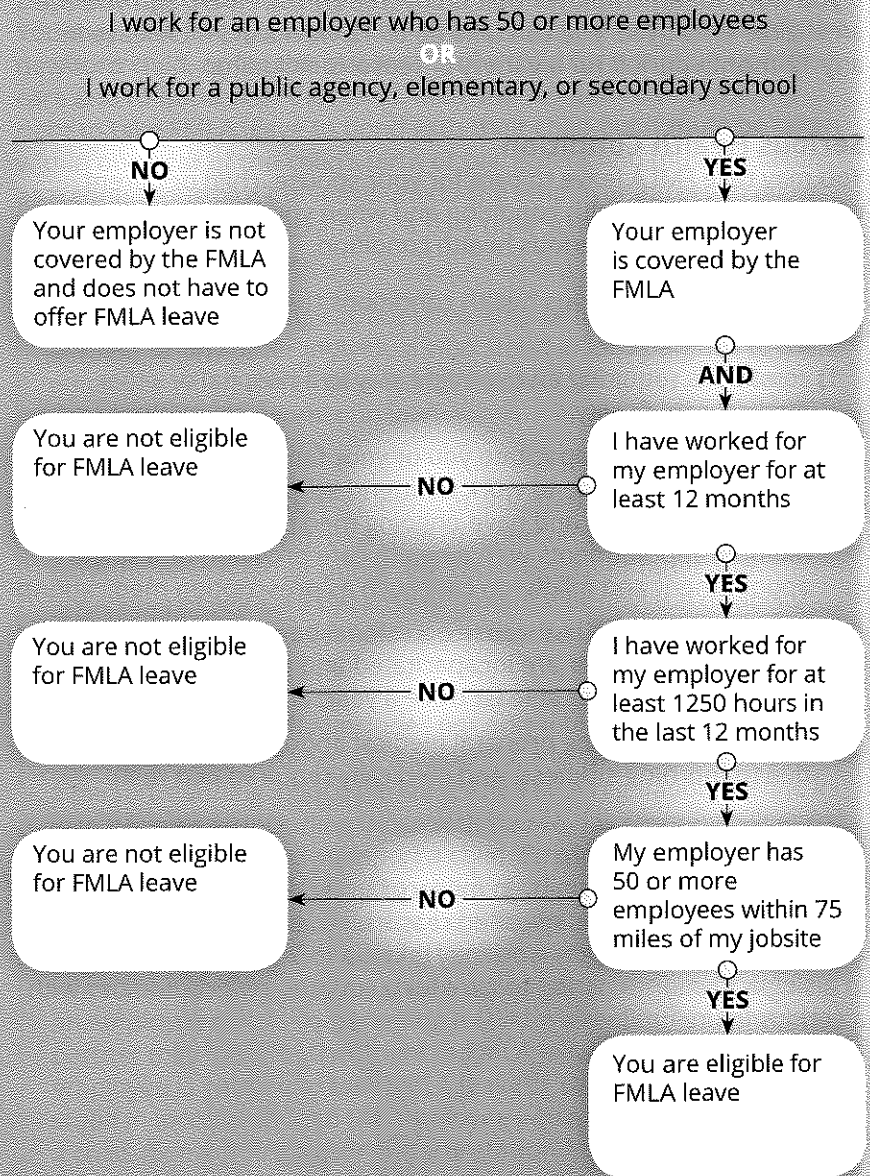 I work for an employer who has 50 or more employees
OR
I work for a public agency, elementary, or secondary school
NO
YES
Your employer is not
covered by the FMLA
and does not have to
offer FMLA leave
Your employer
is covered by the
FMLA
AND
You are not eligible
for FMLA leave
NO
I have worked for
my employer for at
least 12 months
YES
You are not eligible
for FMLA leave
NO
I have worked for
my employer for at
least 1250 hours in
the last 12 months
YES
You are not eligible
for FMLA leave
NO
My employer has
50 or more
employees within 75
miles of my jobsite
YES
You are eligible for
FMLA leave